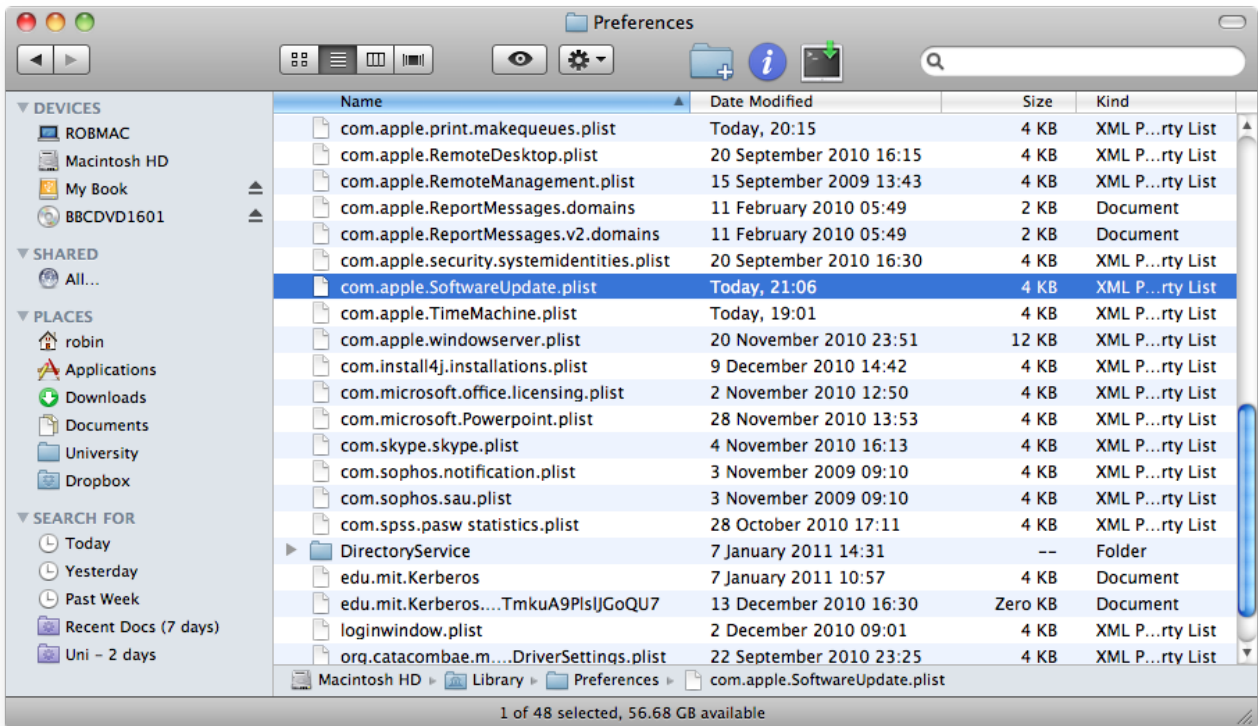 Preferences
Name Date Modified Size Kind
DEVICES
ROBMAC
Macintosh HD
My Book
BBCDVD1601
SHARED
All...
PLACES
robin
Applications
Downloads
Documents
University
Dropbox
SEARCH FOR
Today
Yesterday
Past Week
Recent Docs (7 days)
Uni – 2 days
com.apple.print.makequeues.plist Today, 20:15 4 KB XML P...rty List
com.apple.RemoteDesktop.plist 20 September 2010 16:15 4 KB XML P...rty List
com.apple.RemoteManagement.plist 15 September 2009 13:43 4 KB XML P...rty List
com.apple.ReportMessages.domains 11 February 2010 05:49 2 KB Document
com.apple.ReportMessages.v2.domains 11 February 2010 05:49 2 KB Document
com.apple.security.systemidentities.plist 20 September 2010 16:30 4 KB XML P...rty List
com.apple.SoftwareUpdate.plist Today, 21:06 4 KB XML P...rty List
com.apple.TimeMachine.plist Today, 19:01 4 KB XML P...rty List
com.apple.windowserver.plist 20 November 2010 23:51 12 KB XML P...rty List
com.install4j.installations.plist 9 December 2010 14:42 4 KB XML P...rty List
com.microsoft.office.licensing.plist 2 November 2010 12:50 4 KB XML P...rty List
com.microsoft.Powerpoint.plist 28 November 2010 13:53 4 KB XML P...rty List
com.skype.skype.plist 4 November 2010 16:13 4 KB XML P...rty List
com.sophos.notification.plist 3 November 2009 09:10 4 KB XML P...rty List
com.sophos.sau.plist 3 November 2009 09:10 4 KB XML P...rty List
com.spss.pasw statistics.plist 28 October 2010 17:11 4 KB XML P...rty List
DirectoryService 7 January 2011 14:31 -- Folder
edu.mit.Kerberos 7 January 2011 10:57 4 KB Document
edu.mit.Kerberos....TmkuA9PlsIJGoQU7 13 December 2010 16:30 Zero KB Document
loginwindow.plist 2 December 2010 09:01 4 KB XML P...rty List
org.catacombae.m....DriverSettings.plist 22 September 2010 23:25 4 KB XML P...rty List
Macintosh HD Library Preferences com.apple.SoftwareUpdate.plist
1 of 48 selected, 56.68 GB available